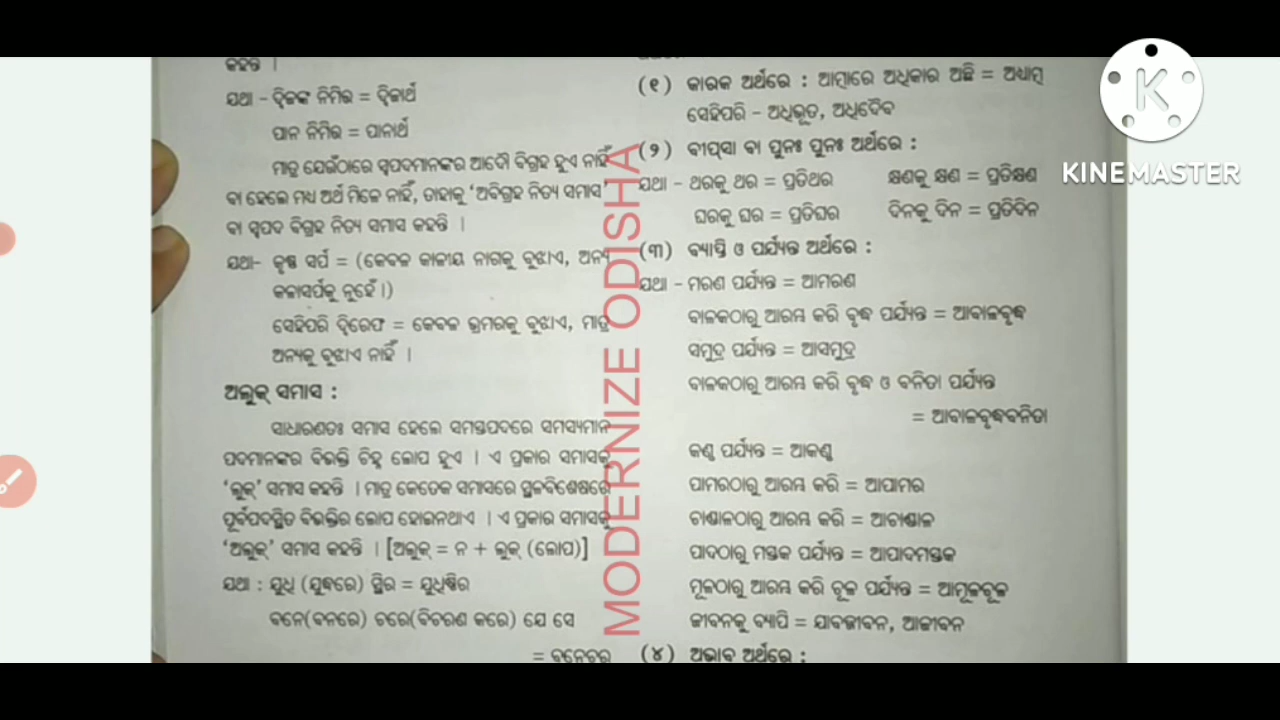 କହନ୍ତି ।
ଯଥା - ଦ୍ବିଜଙ୍କ ନିମିତ୍ତ = ଦ୍ବିଜାର୍ଥ
ପାନ ନିମିତ୍ତ = ପାନାର୍ଥ
ମାତ୍ର ଯେଉଁଠାରେ ସ୍ୱପଦମାନଙ୍କର ଆଦୌ ବିଗ୍ରହ ହୁଏ ନାହିଁ
ବା ହେଲେ ମଧ୍ୟ ଅର୍ଥ ମିଳେ ନାହିଁ, ତାହାକୁ ‘ଅବିଗ୍ରହ ନିତ୍ୟ ସମାସ’
ବା ସ୍ୱପଦ ବିଗ୍ରହ ନିତ୍ୟ ସମାସ କହନ୍ତି ।
ଯଥା- କୃଷ୍ଣ ସର୍ପ = (କେବଳ କାଳୀୟ ନାଗକୁ ବୁଝାଏ, ଅନ୍ୟ
କଳାସର୍ପକୁ ନୁହେଁ ।)
ସେହିପରି ଦ୍ବିରେଫ = କେବଳ ଭ୍ରମରକୁ ବୁଝାଏ, ମାତ୍ର
ଅନ୍ୟକୁ ବୁଝାଏ ନାହିଁ ।
ଅଲୁକ୍ ସମାସ :
ସାଧାରଣତଃ ସମାସ ହେଲେ ସମସ୍ତପଦରେ ସମସ୍ୟମାନ
ପଦମାନଙ୍କର ବିଭକ୍ତି ଚିହ୍ନ ଲୋପ ହୁଏ । ଏ ପ୍ରକାର ସମାସକୁ
‘ଲୁକ୍’ ସମାସ କହନ୍ତି । ମାତ୍ର କେତେକ ସମାସରେ ସ୍ଥଳବିଶେଷରେ
ପୂର୍ବପଦସ୍ଥିତ ବିଭକ୍ତିର ଲୋପ ହୋଇନଥାଏ । ଏ ପ୍ରକାର ସମାସକୁ
‘ଅଲୁକ୍’ ସମାସ କହନ୍ତି । [ଅଲୁକ୍ = ନ + ଲୁକ୍ (ଲୋପ)]
ଯଥା : ଯୁଧି (ଯୁଦ୍ଧରେ) ସ୍ଥିର = ଯୁଧିଷ୍ଠିର
ବନେ(ବନରେ) ଚରେ(ବିଚରଣ କରେ) ଯେ ସେ
= ବନେଚର
(୧) କାରକ ଅର୍ଥରେ : ଆତ୍ମାରେ ଅଧିକାର ଅଛି = ଅଧ୍ୟାତ୍ମ
ସେହିପରି - ଅଧିଭୂତ, ଅଧିଦୈବ
(୨) ବୀପ୍‌ସା ବା ପୁନଃ ପୁନଃ ଅର୍ଥରେ :
ଯଥା - ଥରକୁ ଥର = ପ୍ରତିଥର କ୍ଷଣକୁ କ୍ଷଣ = ପ୍ରତିକ୍ଷଣ
ଘରକୁ ଘର = ପ୍ରତିଘର ଦିନକୁ ଦିନ = ପ୍ରତିଦିନ
(୩) ବ୍ୟାପ୍ତି ଓ ପର୍ଯ୍ୟନ୍ତ ଅର୍ଥରେ :
ଯଥା - ମରଣ ପର୍ଯ୍ୟନ୍ତ = ଆମରଣ
ବାଳକଠାରୁ ଆରମ୍ଭ କରି ବୃଦ୍ଧ ପର୍ଯ୍ୟନ୍ତ = ଆବାଳବୃଦ୍ଧ
ସମୁଦ୍ର ପର୍ଯ୍ୟନ୍ତ = ଆସମୁଦ୍ର
ବାଳକଠାରୁ ଆରମ୍ଭ କରି ବୃଦ୍ଧ ଓ ବନିତା ପର୍ଯ୍ୟନ୍ତ
= ଆବାଳବୃଦ୍ଧବନିତା
କଣ୍ଠ ପର୍ଯ୍ୟନ୍ତ = ଆକଣ୍ଠ
ପାମରଠାରୁ ଆରମ୍ଭ କରି = ଆପାମର
ଚାଣ୍ଡାଳଠାରୁ ଆରମ୍ଭ କରି = ଆଚାଣ୍ଡାଳ
ପାଦଠାରୁ ମସ୍ତକ ପର୍ଯ୍ୟନ୍ତ = ଆପାଦମସ୍ତକ
ମୂଳଠାରୁ ଆରମ୍ଭ କରି ଚୂଳ ପର୍ଯ୍ୟନ୍ତ = ଆମୂଳଚୂଳ
ଜୀବନକୁ ବ୍ୟାପି = ଯାବଜୀବନ, ଆଜୀବନ
(୪) ଅଭାବ ଅର୍ଥରେ :
MODERNIZE ODISHA
K
KINEMASTER